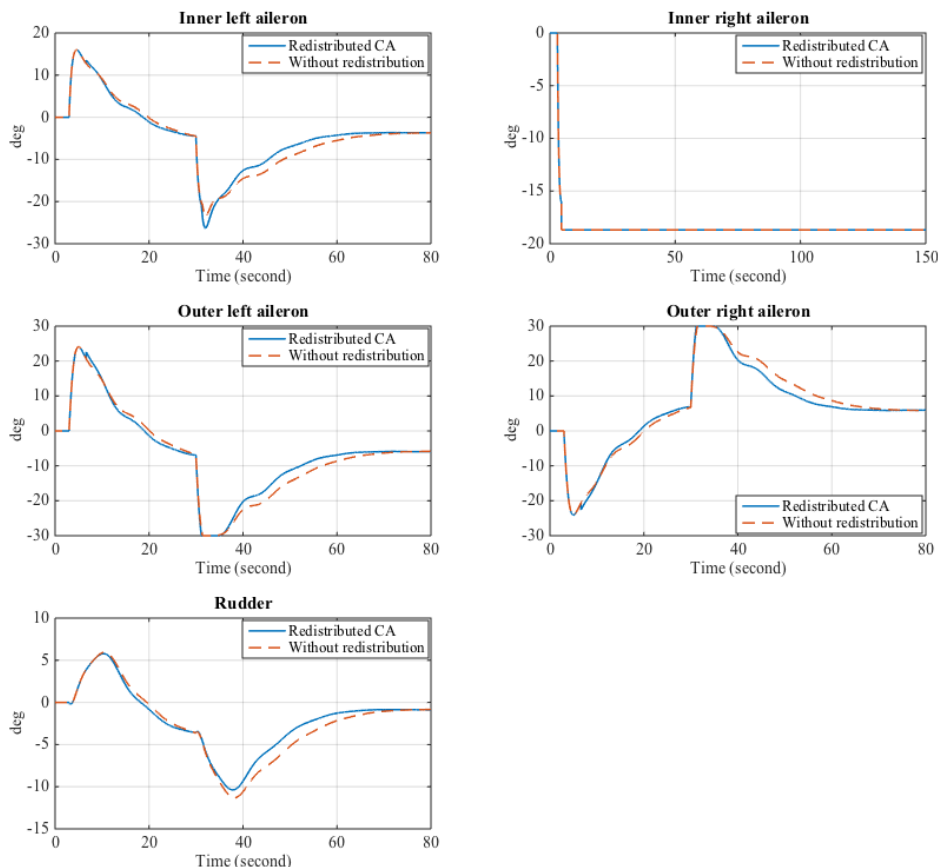 Inner left aileron
20
10
0
-10
-20
-30
deg
0 20 40 60 80
Time (second)
Redistributed CA
Without redistribution
Inner right aileron
0
-5
-10
-15
-20
deg
0 50 100 150
Time (second)
Redistributed CA
Without redistribution
Outer left aileron
30
20
10
0
-10
-20
-30
deg
0 20 40 60 80
Time (second)
Redistributed CA
Without redistribution
Outer right aileron
30
20
10
0
-10
-20
-30
deg
0 20 40 60 80
Time (second)
Redistributed CA
Without redistribution
Rudder
10
5
0
-5
-10
-15
deg
0 20 40 60 80
Time (second)
Redistributed CA
Without redistribution